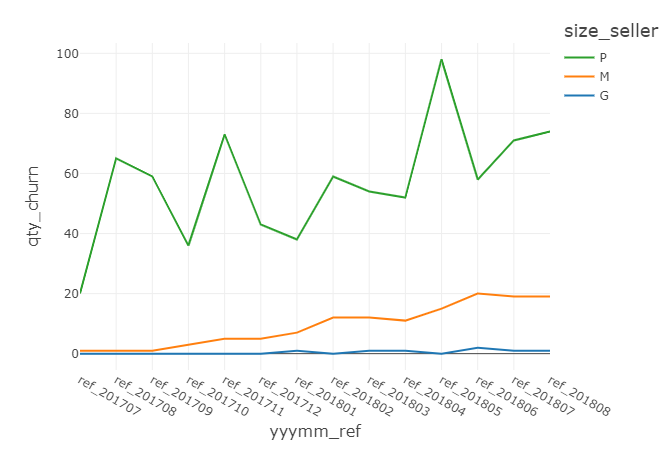 size_seller
P
M
G
qty_churn
100
80
60
40
20
0
ref_201707
ref_201708
ref_201709
ref_201710
ref_201711
ref_201712
ref_201801
ref_201802
ref_201803
ref_201804
ref_201805
ref_201806
ref_201807
ref_201808
yyymm_ref